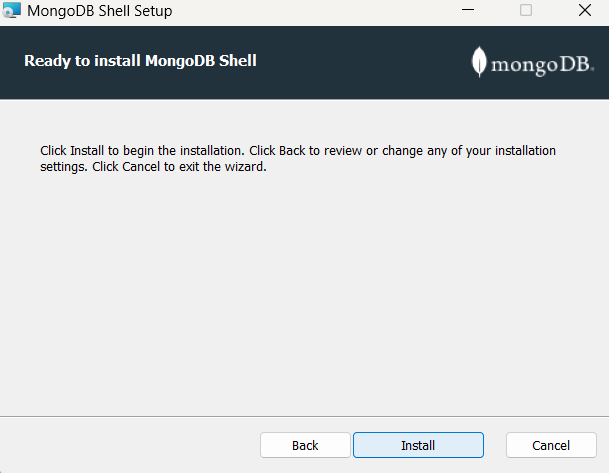 MongoDB Shell Setup
Ready to install MongoDB Shell
mongoDB.
Click Install to begin the installation. Click Back to review or change any of your installation
settings. Click Cancel to exit the wizard.
Back
Install
Cancel